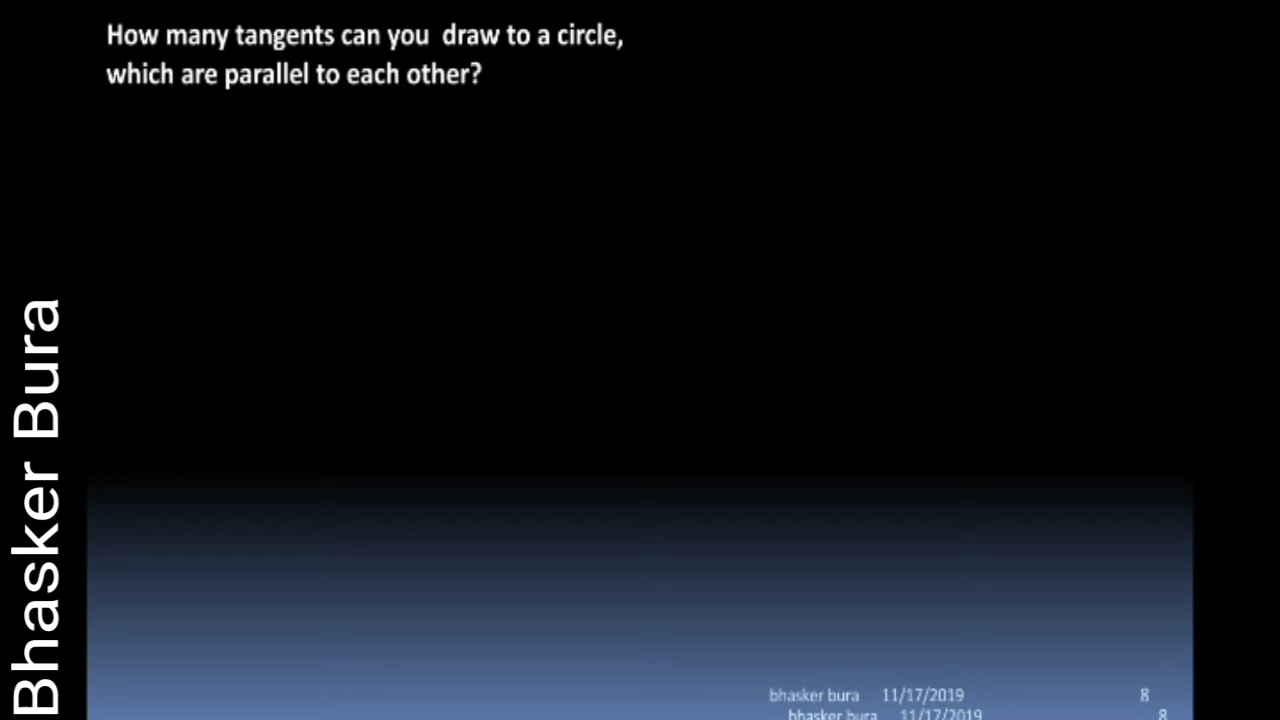 How many tangents can you draw to a circle,
which are parallel to each other?
Bhasker Bura
bhasker bura 11/17/2019 8
bhasker bura 11/17/2019 8